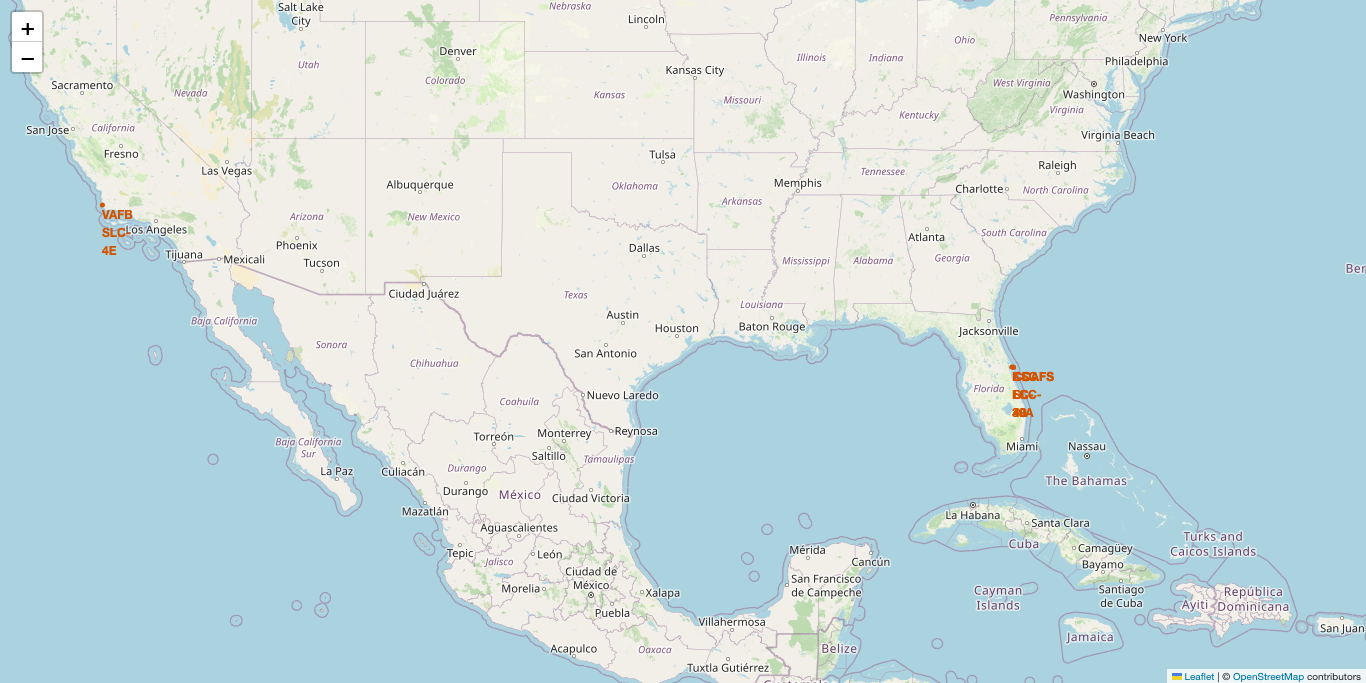 +
−
Salt Lake
City
Nebraska
Lincoln
Pennsylvania
New York
Ohio
Denver
Utah
Illinois
Indiana
Philadelphia
Kansas City
Colorado
Sacramento
Nevada
Kansas
Missouri
West Virginia
Washington
Virginia
Kentucky
San Jose
California
Virginia Beach
Fresno
Las Vegas
Tulsa
Raleigh
Tennessee
Albuquerque
Oklahoma
Memphis
Charlotte
North Carolina
Arkansas
VAFB
SLC-
4E
Los Angeles
Arizona
New Mexico
South Carolina
Atlanta
Phoenix
Dallas
Tijuana
Mexicali
Tucson
Mississippi
Alabama
Georgia
Ber
Ciudad Juárez
Texas
Louisiana
Austin
Baja California
Houston
Baton Rouge
Jacksonville
Sonora
San Antonio
Chihuahua
Florida
Nuevo Laredo
Coahuila
Reynosa
Torreón
Monterrey
Miami
Nassau
Baja California
Sur
Saltillo
Tamaulipas
La Paz
Culiacán
Durango
The Bahamas
Durango
México
Ciudad Victoria
Mazatlán
La Habana
Santa Clara
Aguascalientes
Turks and
Caicos Islands
Cuba
Camagüey
Tepic
León
Mérida
Cancún
Jalisco
Bayamo
Ciudad de
México
San Francisco
de Campeche
Morelia
Xalapa
Cayman
Islands
Santiago
de Cuba
República
Dominicana
Ayiti
Puebla
Villahermosa
San Juan
Jamaica
Acapulco
Oaxaca
Belize
Tuxtla Gutiérrez
Leaflet | © OpenStreetMap contributors